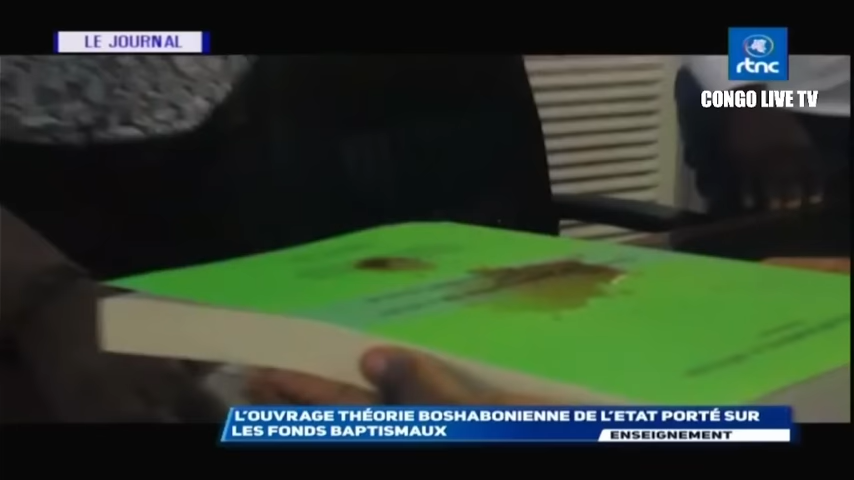 LE JOURNAL
rtnc
CONGO LIVE TV
L'OUVRAGE THÉORIE BOSHABONIENNE DE L'ETAT PORTÉ SUR
LES FONDS BAPTISMAUX
ENSEIGNEMENT